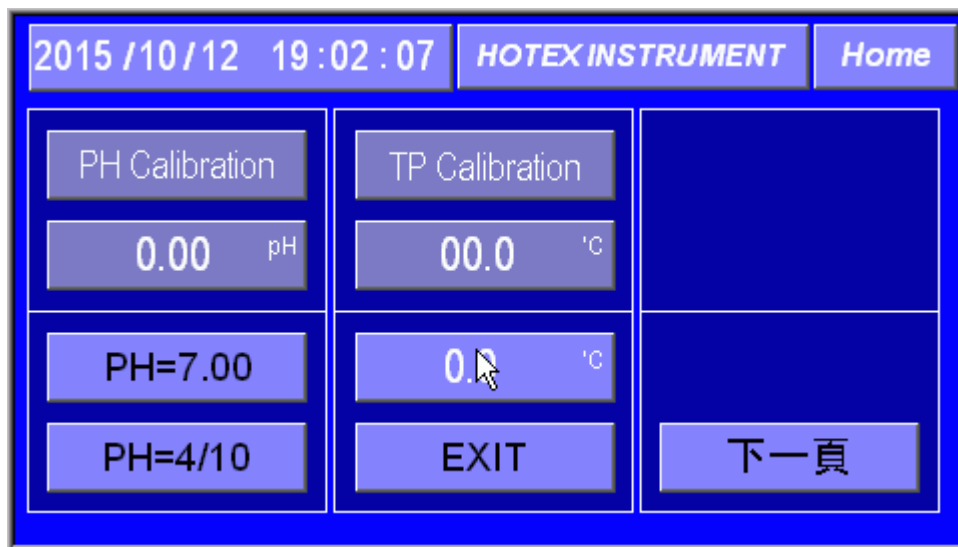 2015/10/12 19:02:07 HOTEX INSTRUMENT Home
PH Calibration TP Calibration
0.00 pH 00.0 'C
PH=7.00 'C
PH=4/10 EXIT 下一頁